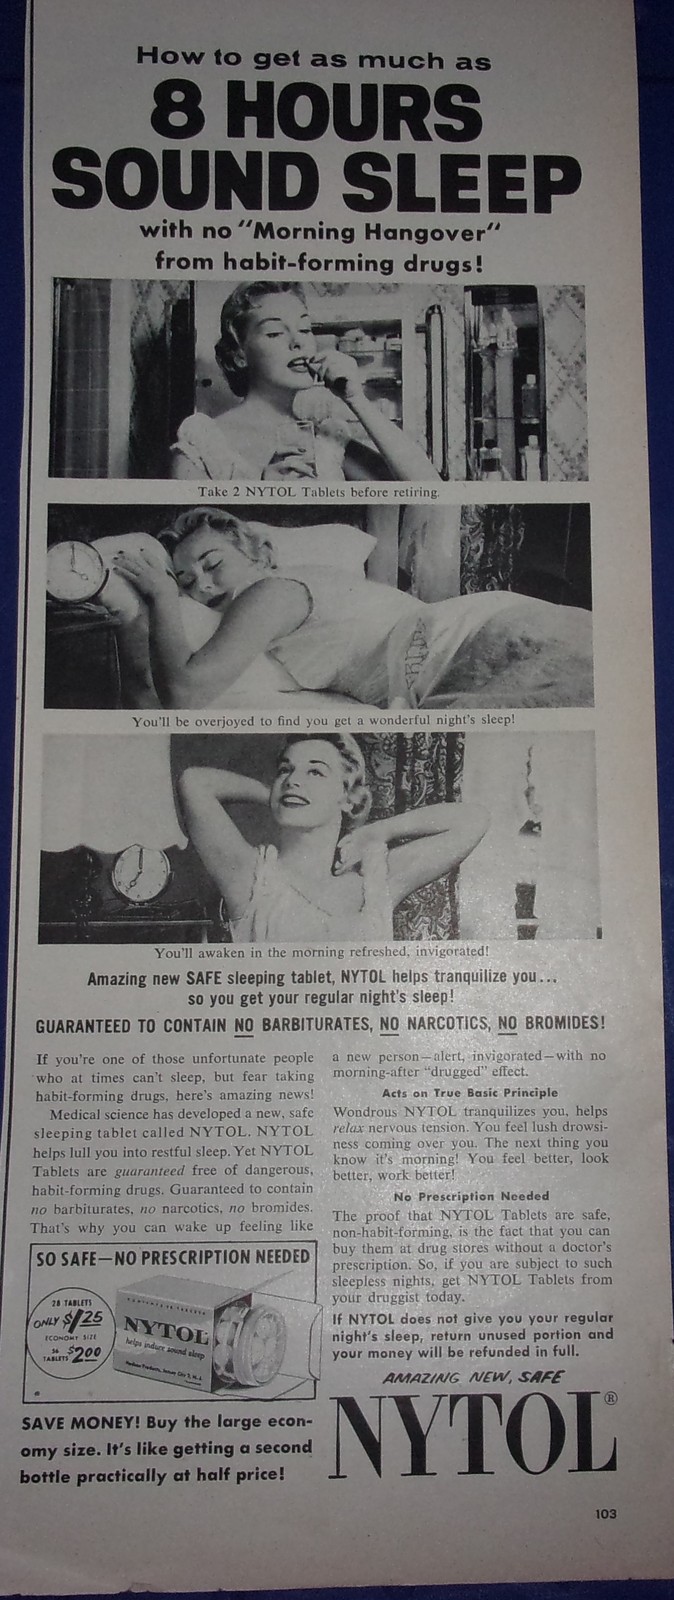 How to get as much as
8 HOURS
SOUND SLEEP
with no "Morning Hangover"
from habit-forming drugs!
Take 2 NYTOL Tablets before retiring.
You'll be overjoyed to find you get a wonderful night's sleep!
You'll awaken in the morning refreshed, invigorated!
Amazing new SAFE sleeping tablet, NYTOL helps tranquilize you...
so you get your regular night's sleep!
GUARANTEED TO CONTAIN NO BARBITURATES, NO NARCOTICS, NO BROMIDES!
If you're one of those unfortunate people
who at times can't sleep, but fear taking
habit-forming drugs, here's amazing news!
Medical science has developed a new, safe
sleeping tablet called NYTOL. NYTOL
helps lull you into restful sleep. Yet NYTOL
Tablets are guaranteed free of dangerous,
habit-forming drugs. Guaranteed to contain
no barbiturates, no narcotics, no bromides.
That's why you can wake up feeling like
a new person—alert, invigorated—with no
morning-after "drugged" effect.
Acts on True Basic Principle
Wondrous NYTOL tranquilizes you, helps
relax nervous tension. You feel lush drowsi-
ness coming over you. The next thing you
know it's morning! You feel better, look
better, work better!
No Prescription Needed
The proof that NYTOL Tablets are safe,
non-habit-forming, is the fact that you can
buy them at drug stores without a doctor's
prescription. So, if you are subject to such
sleepless nights, get NYTOL Tablets from
your druggist today.
If NYTOL does not give you your regular
night's sleep, return unused portion and
your money will be refunded in full.
SO SAFE—NO PRESCRIPTION NEEDED
28 TABLETS
ONLY $1.25
ECONOMY SIZE
56 TABLETS $2.00
NYTOL
helps induce sound sleep
SAVE MONEY! Buy the large econ-
omy size. It's like getting a second
bottle practically at half price!
AMAZING NEW, SAFE
NYTOL®
103